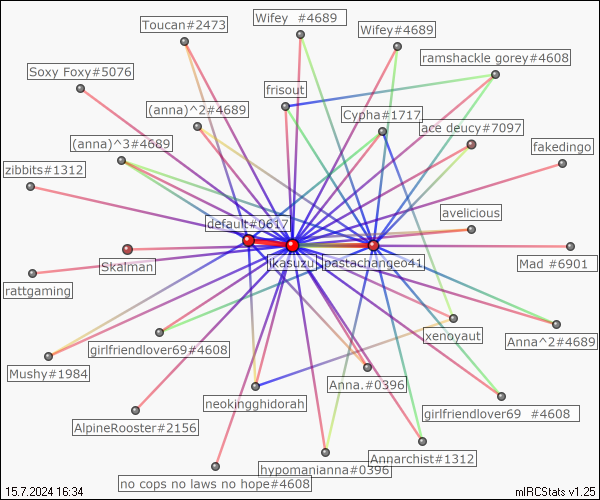 Wifey  #4689
Toucan#2473
Wifey#4689
ramshackle gorey#4608
Soxy Foxy#5076
frisout
(anna)^2#4689
Cypha#1717
ace deucy#7097
(anna)^3#4689
fakedingo
zibbits#1312
avelicious
default#0617
Skalman
ikasuzu
pastachangeo41
Mad #6901
rattgaming
xenoyaut
Anna^2#4689
girlfriendlover69#4608
Mushy#1984
Anna.#0396
neokingghidorah
girlfriendlover69  #4608
AlpineRooster#2156
Annarchist#1312
hypomanianna#0396
no cops no laws no hope#4608
15.7.2024 16:34
mIRCStats v1.25